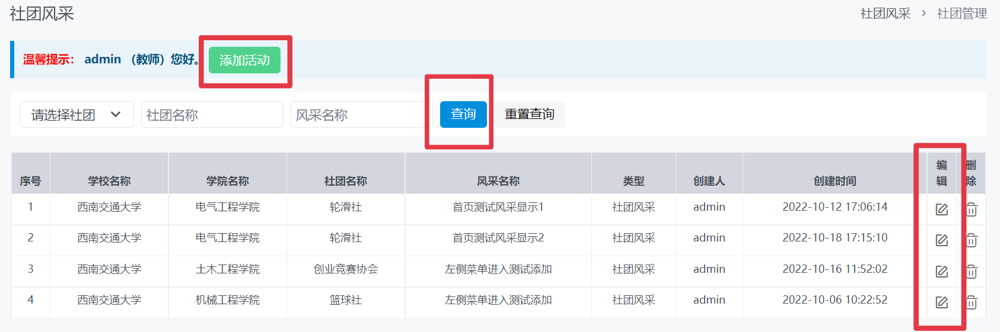 社团风采
社团风采 > 社团管理
温馨提示： admin （教师）您好。 添加活动
请选择社团 社团名称 风采名称 查询 重置查询
序号 学校名称 学院名称 社团名称 风采名称 类型 创建人 创建时间 编辑 删除
1 西南交通大学 电气工程学院 轮滑社 首页测试风采显示1 社团风采 admin 2022-10-12 17:06:14
2 西南交通大学 电气工程学院 轮滑社 首页测试风采显示2 社团风采 admin 2022-10-18 17:15:10
3 西南交通大学 土木工程学院 创业竞赛协会 左侧菜单进入测试添加 社团风采 admin 2022-10-16 11:52:02
4 西南交通大学 机械工程学院 篮球社 左侧菜单进入测试添加 社团风采 admin 2022-10-06 10:22:52